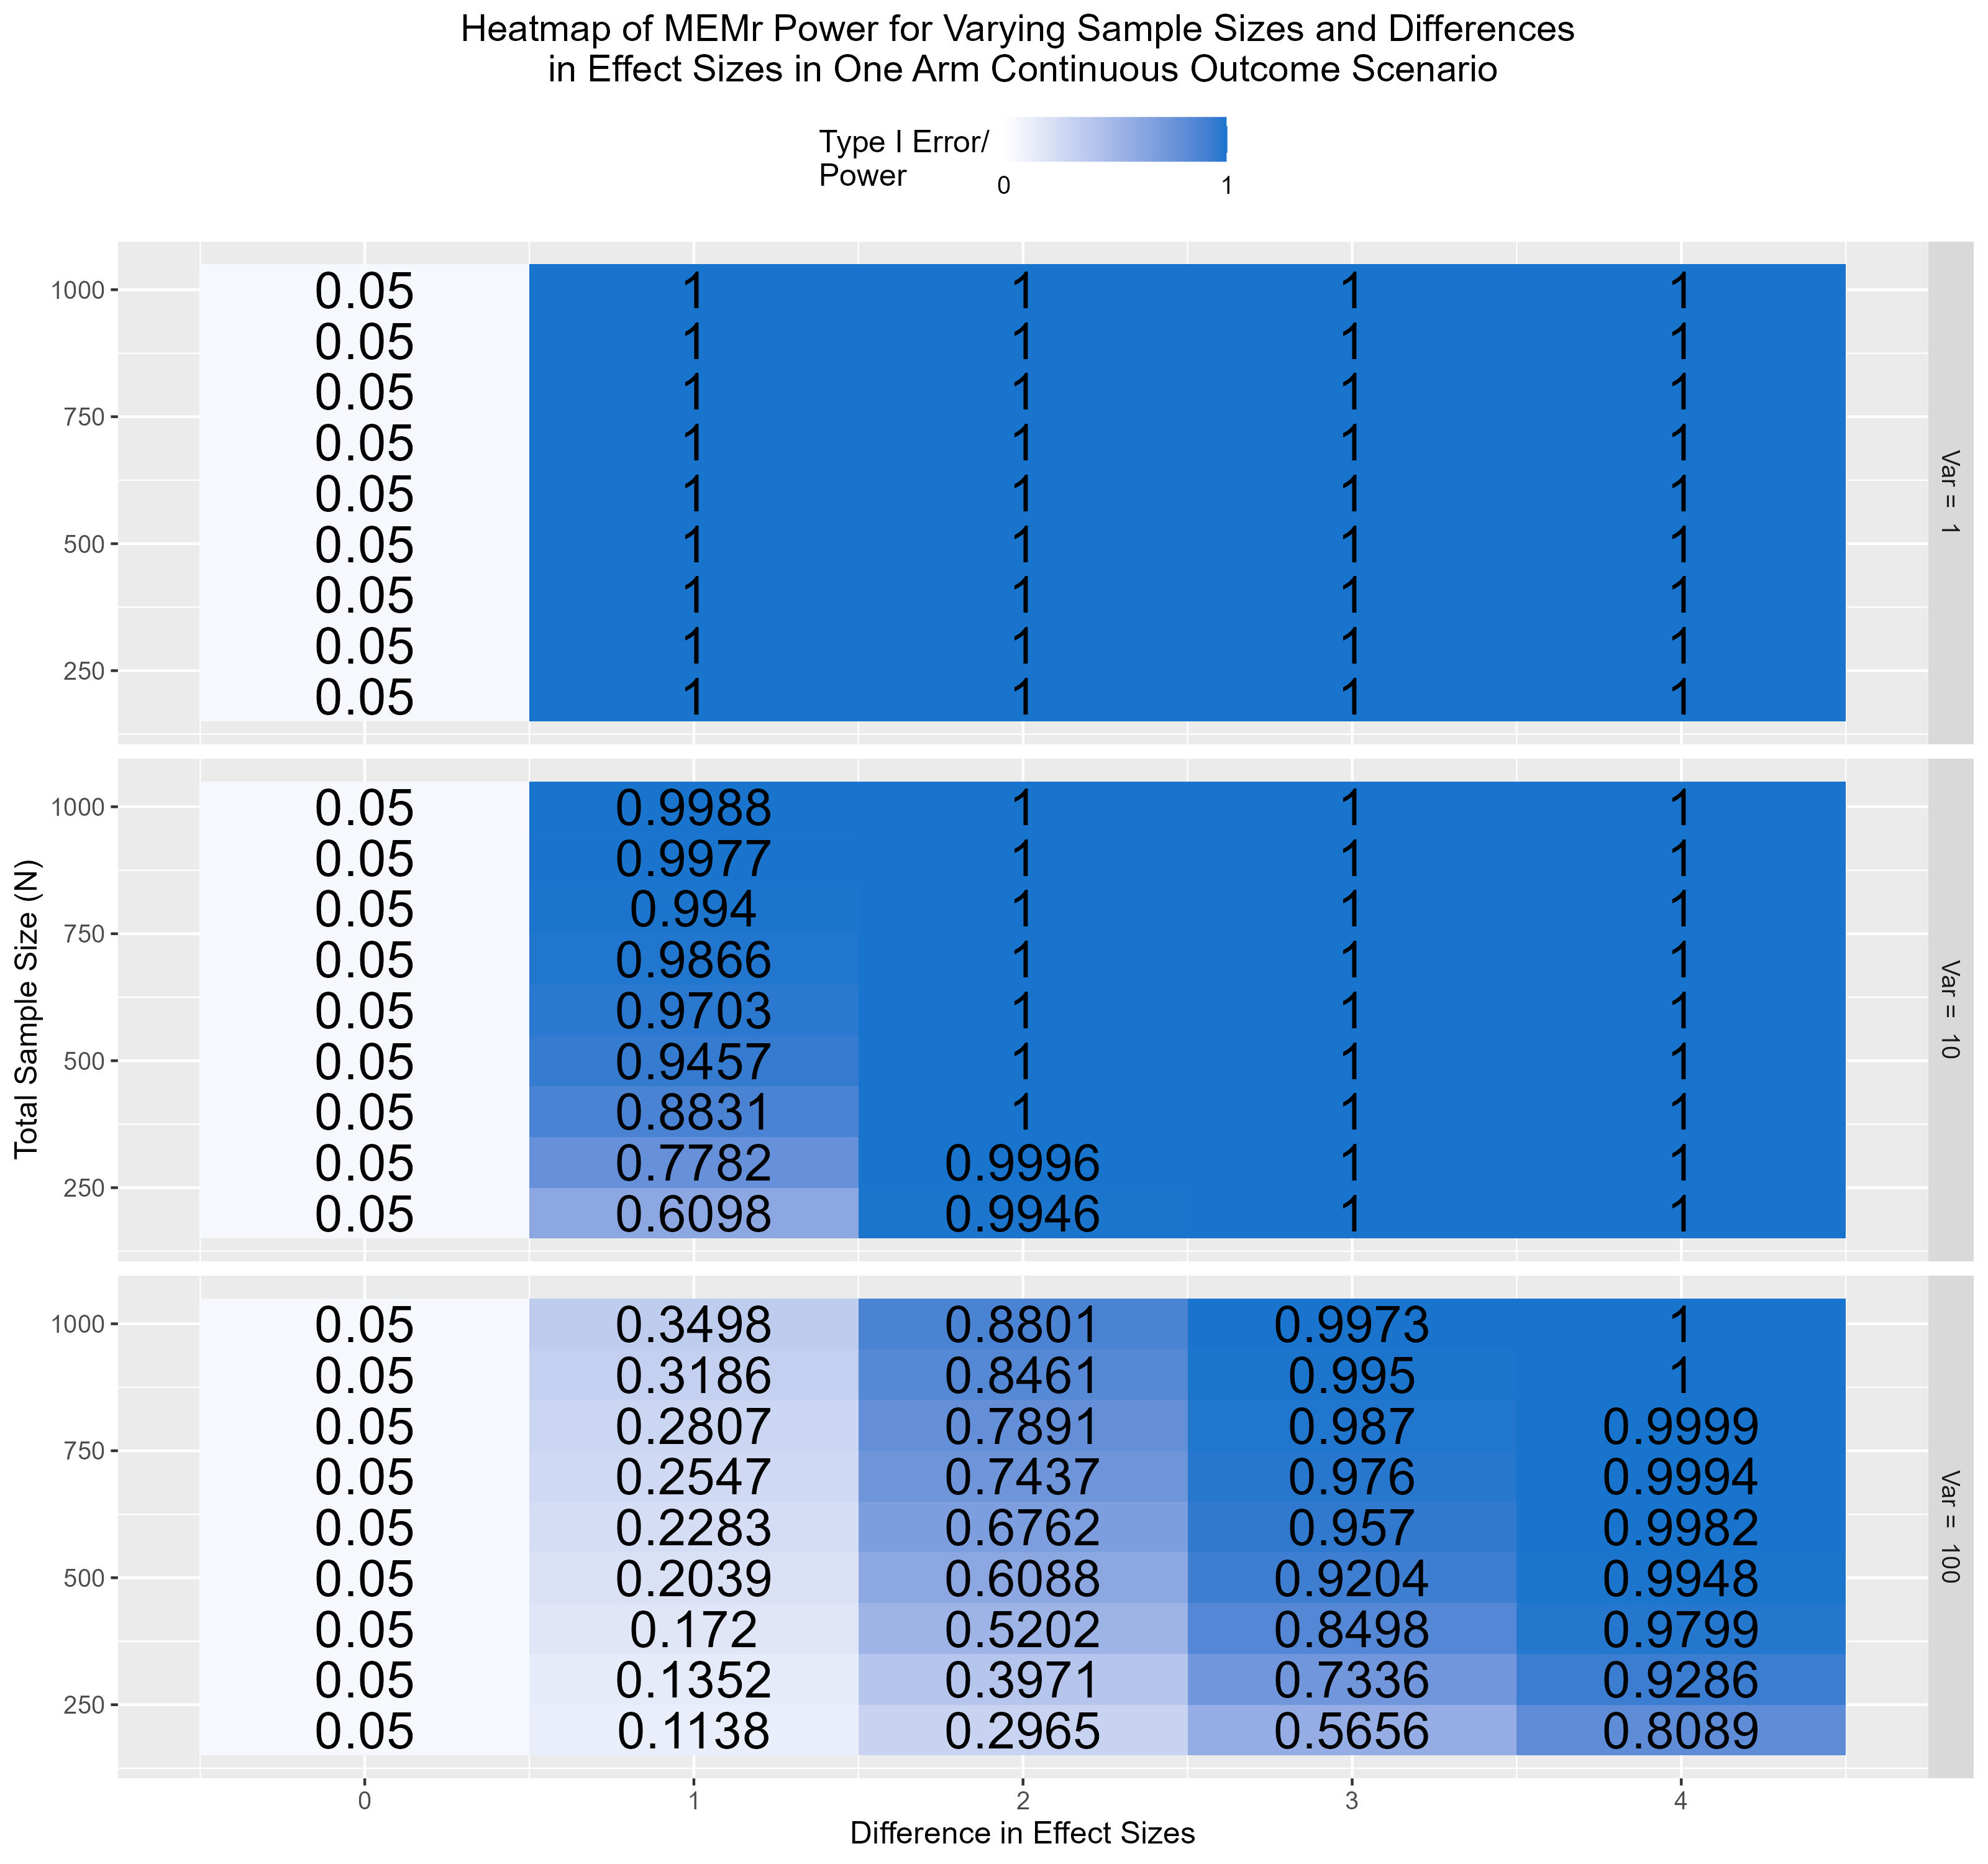 Heatmap of MEMr Power for Varying Sample Sizes and Differences
in Effect Sizes in One Arm Continuous Outcome Scenario
Type I Error/
Power
0 1
1000 0.05 1 1 1 1
0.05 1 1 1 1
0.05 1 1 1 1
750
0.05 1 1 1 1
0.05 1 1 1 1
500 0.05 1 1 1 1
0.05 1 1 1 1
0.05 1 1 1 1
250
0.05 1 1 1 1
Var = 1
Total Sample Size (N)
1000 0.05 0.9988 1 1 1
0.05 0.9977 1 1 1
0.05 0.994 1 1 1
750
0.05 0.9866 1 1 1
0.05 0.9703 1 1 1
500 0.05 0.9457 1 1 1
0.05 0.8831 1 1 1
0.05 0.7782 0.9996 1 1
250
0.05 0.6098 0.9946 1 1
Var = 10
1000 0.05 0.3498 0.8801 0.9973 1
0.05 0.3186 0.8461 0.995 1
0.05 0.2807 0.7891 0.987 0.9999
750
0.05 0.2547 0.7437 0.976 0.9994
0.05 0.2283 0.6762 0.957 0.9982
500 0.05 0.2039 0.6088 0.9204 0.9948
0.05 0.172 0.5202 0.8498 0.9799
0.05 0.1352 0.3971 0.7336 0.9286
250
0.05 0.1138 0.2965 0.5656 0.8089
Var = 100
0 1 2 3 4
Difference in Effect Sizes